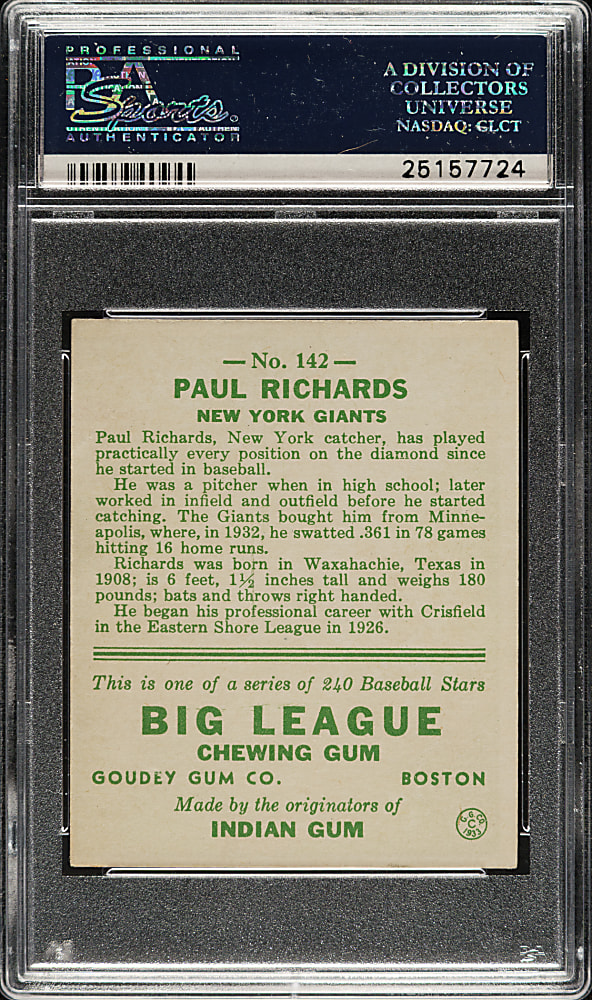 PROFESSIONAL
PSA
Sports
AUTHENTICATOR
A DIVISION OF
COLLECTORS
UNIVERSE
NASDAQ: CLCT
25157724
— No. 142 —
PAUL RICHARDS
NEW YORK GIANTS
Paul Richards, New York catcher, has played
practically every position on the diamond since
he started in baseball.
He was a pitcher when in high school; later
worked in infield and outfield before he started
catching. The Giants bought him from Minne-
apolis, where, in 1932, he swatted .361 in 78 games
hitting 16 home runs.
Richards was born in Waxahachie, Texas in
1908; is 6 feet, 1½ inches tall and weighs 180
pounds; bats and throws right handed.
He began his professional career with Crisfield
in the Eastern Shore League in 1926.
This is one of a series of 240 Baseball Stars
BIG LEAGUE
CHEWING GUM
GOUDEY GUM CO. BOSTON
Made by the originators of
INDIAN GUM
G. G. CO.
C
1933